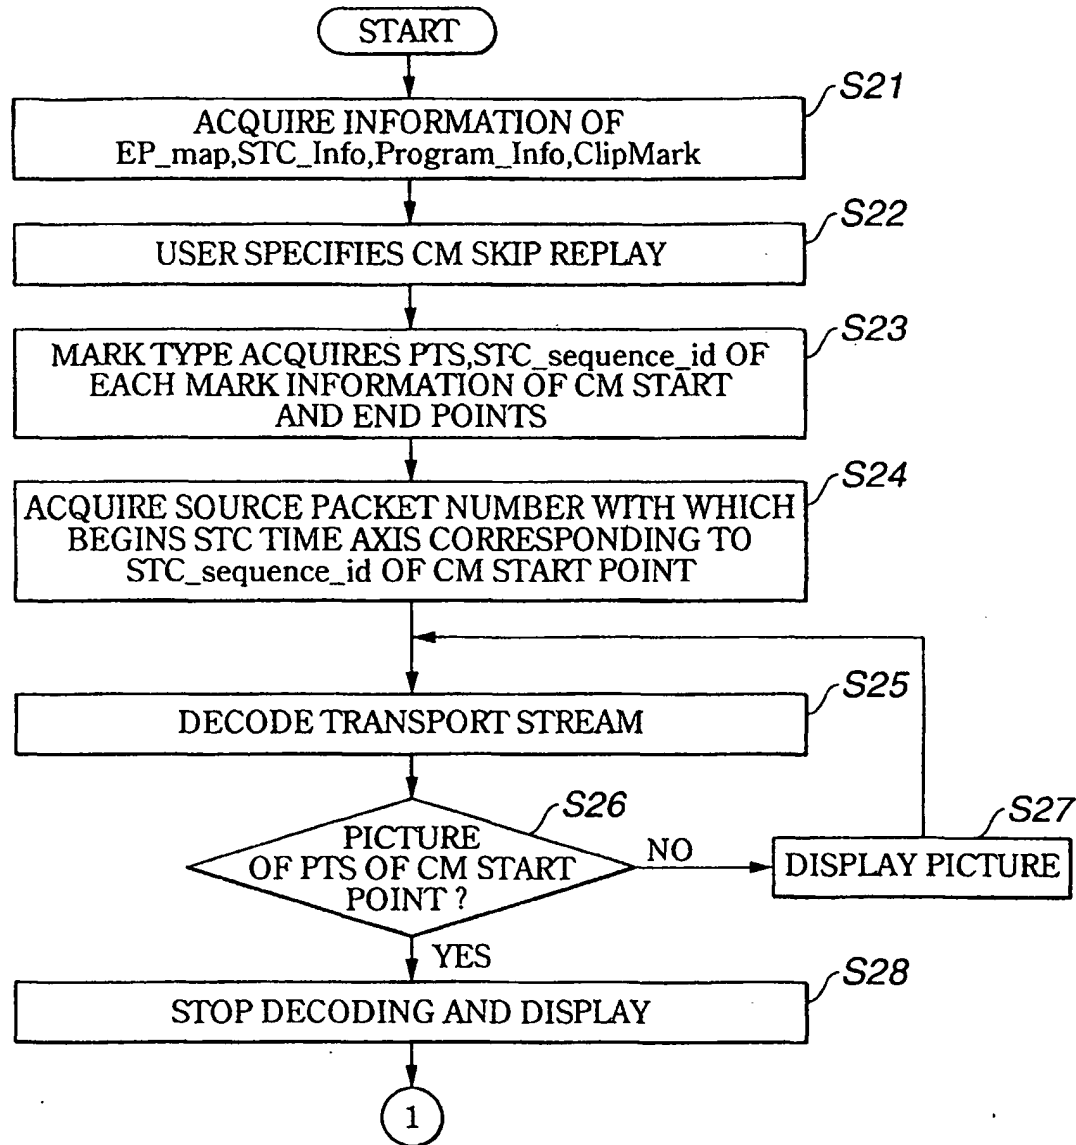 START
S21
ACQUIRE INFORMATION OF
EP_map,STC_Info,Program_Info,ClipMark
S22
USER SPECIFIES CM SKIP REPLAY
S23
MARK TYPE ACQUIRES PTS,STC_sequence_id OF
EACH MARK INFORMATION OF CM START
AND END POINTS
S24
ACQUIRE SOURCE PACKET NUMBER WITH WHICH
BEGINS STC TIME AXIS CORRESPONDING TO
STC_sequence_id OF CM START POINT
S25
DECODE TRANSPORT STREAM
S26
PICTURE
OF PTS OF CM START
POINT ?
NO
S27
DISPLAY PICTURE
YES
S28
STOP DECODING AND DISPLAY
1